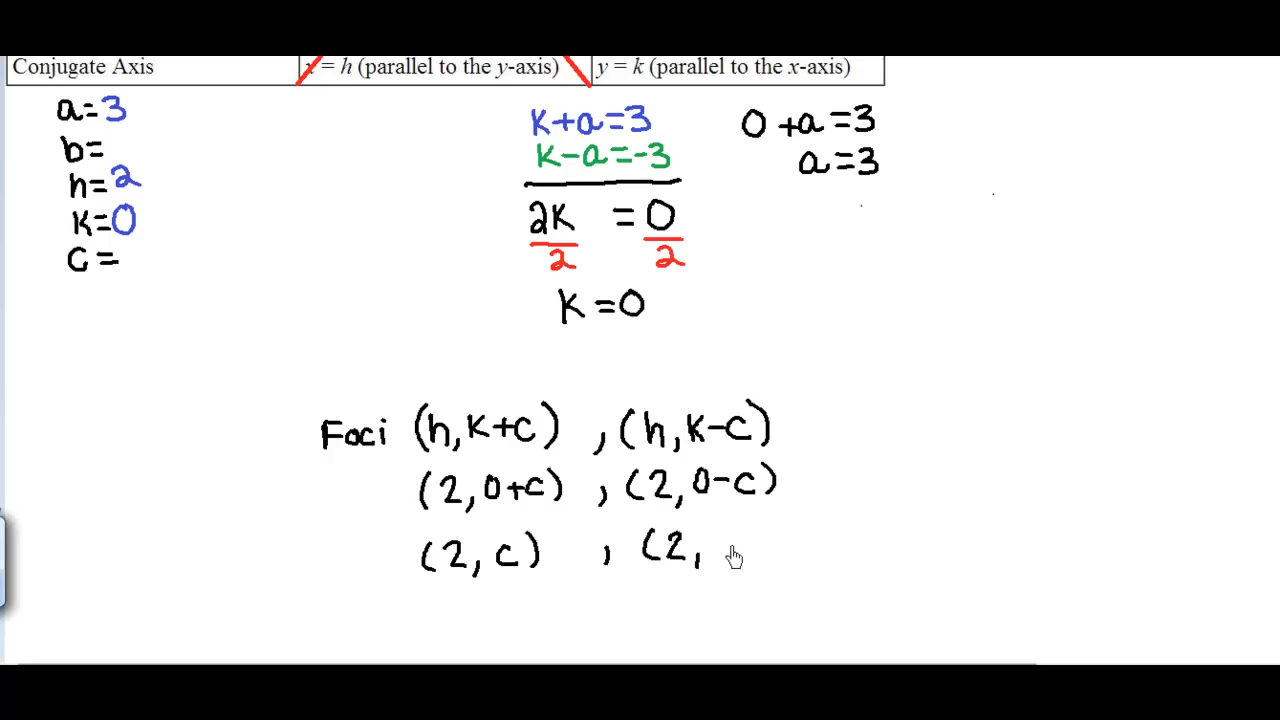 Conjugate Axis x = h (parallel to the y-axis) y = k (parallel to the x-axis)
a=3
b=
h=2
k=0
c=
k+a=3
k-a=-3
2k =0
2 2
k=0
0+a=3
a=3
Foci (h,k+c) , (h,k-c)
(2,0+c) , (2,0-c)
(2,c) , (2,